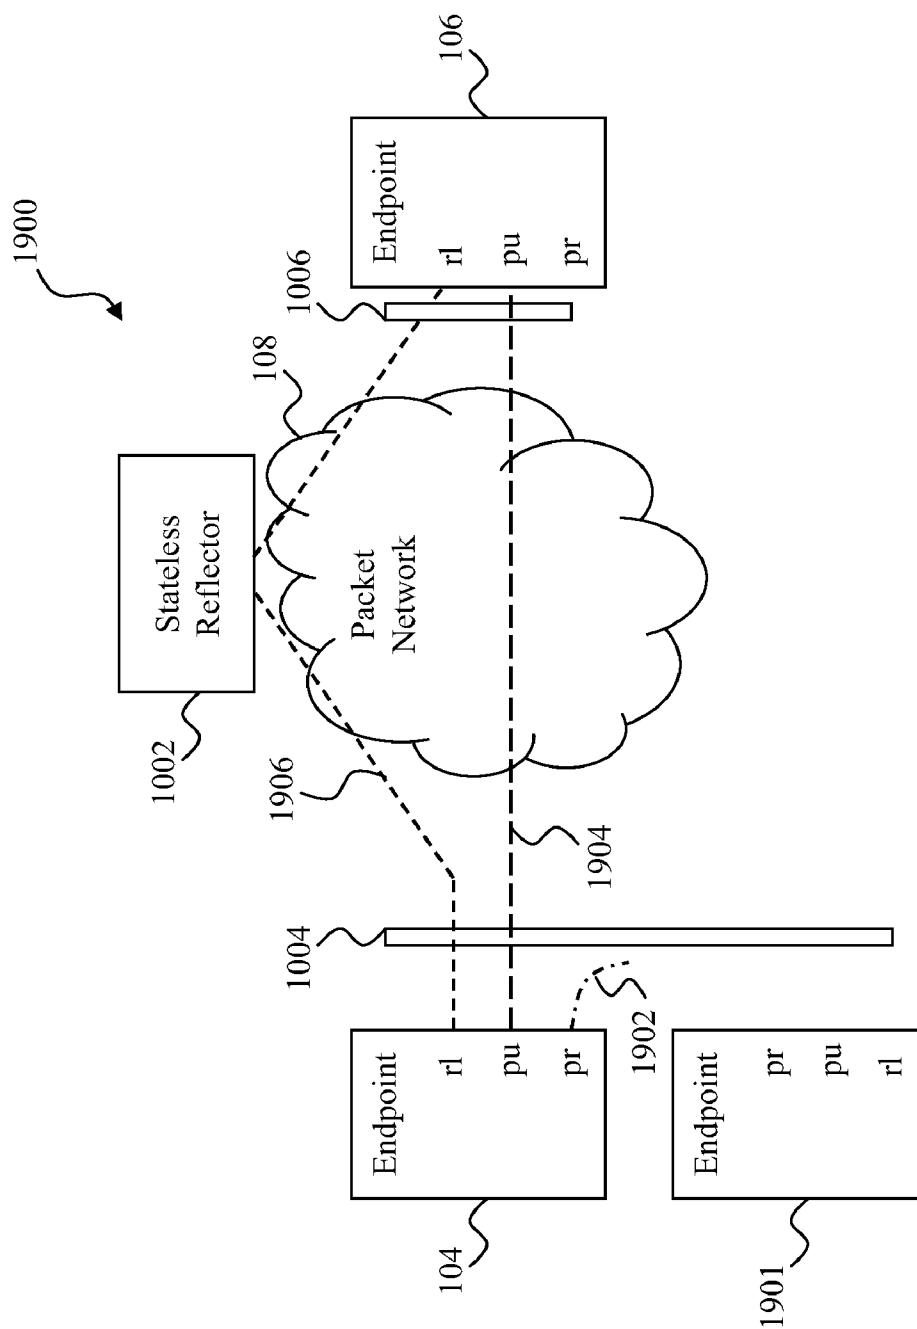 1900
Stateless
Reflector
1002
108
1906
1004
1006
Endpoint
rl
pu
pr
104
Packet
Network
Endpoint
rl
pu
pr
106
1904
1902
Endpoint
pr
pu
rl
1901